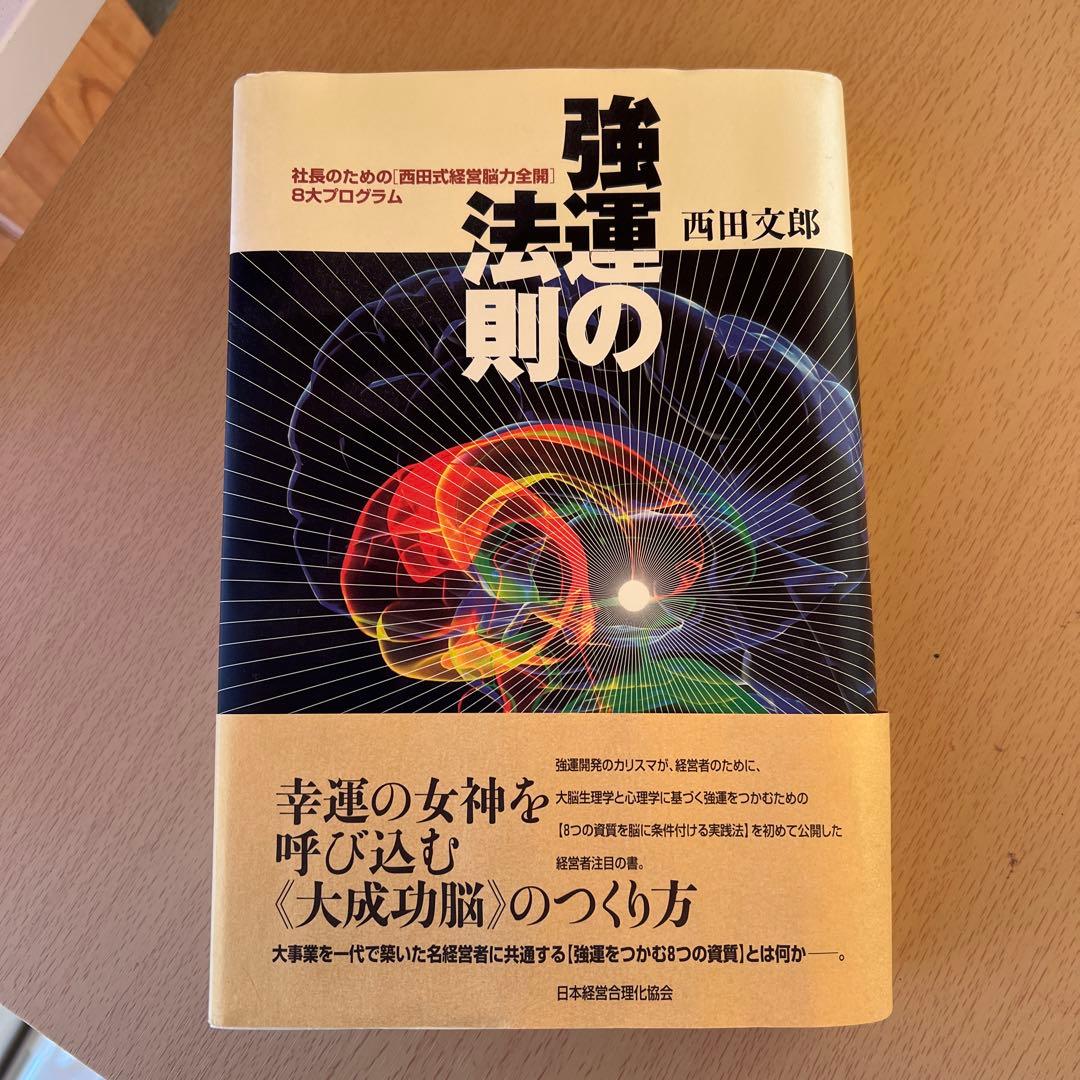 強運の
法則
社長のための[西田式経営脳力全開]
8大プログラム
西田文郎
幸運の女神を
呼び込む
《大成功脳》のつくり方
強運開発のカリスマが、経営者のために、
大脳生理学と心理学に基づく強運をつかむための
【8つの資質を脳に条件付ける実践法】を初めて公開した
経営者注目の書。
大事業を一代で築いた名経営者に共通する【強運をつかむ8つの資質】とは何か――。
日本経営合理化協会